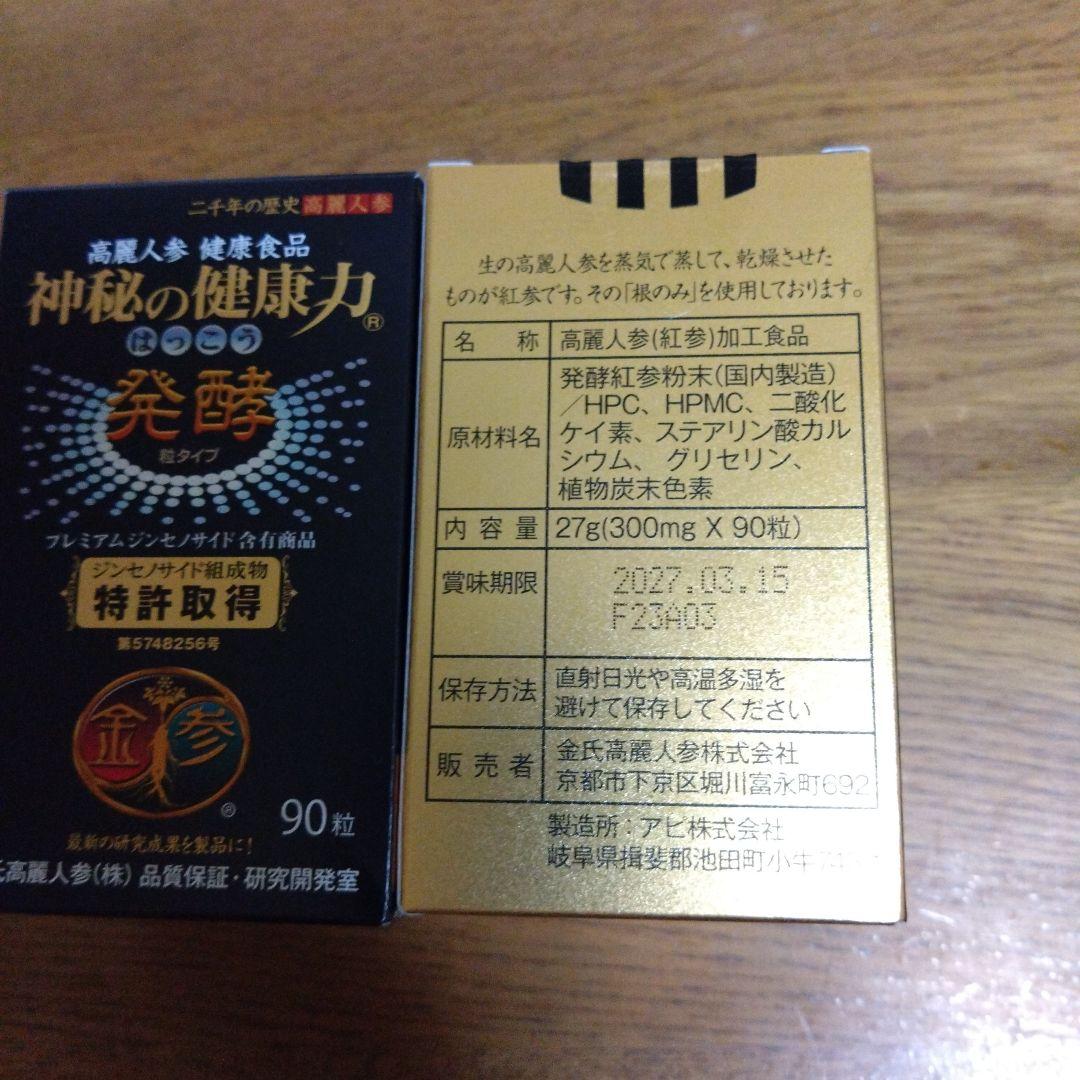 二千年の歴史 高麗人参
高麗人参 健康食品
神秘の健康力®
はっこう
発酵
粒タイプ
プレミアムジンセノサイド含有商品
ジンセノサイド組成物
特許取得
第5748256号
金 参
®
90粒
最新の研究成果を製品に!
氏高麗人参(株) 品質保証・研究開発室
生の高麗人参を蒸気で蒸して、乾燥させた
ものが紅参です。その「根のみ」を使用しております。
名 称 高麗人参(紅参)加工食品
原材料名 発酵紅参粉末(国内製造)
/HPC、HPMC、二酸化
ケイ素、ステアリン酸カル
シウム、グリセリン、
植物炭末色素
内容量 27g(300mg X 90粒)
賞味期限 2027.03.15
F23A03
保存方法 直射日光や高温多湿を
避けて保存してください
販売者 金氏高麗人参株式会社
京都市下京区堀川富永町692
製造所:アピ株式会社
岐阜県揖斐郡池田町小牛